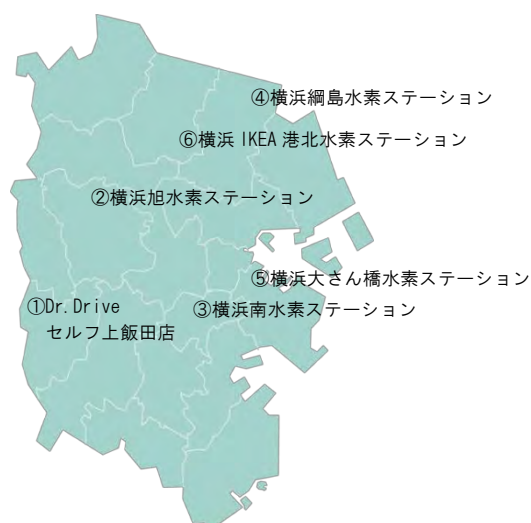 ④横浜綱島水素ステーション
⑥横浜 IKEA 港北水素ステーション
②横浜旭水素ステーション
⑤横浜大さん橋水素ステーション
①Dr.Drive
セルフ上飯田店
③横浜南水素ステーション